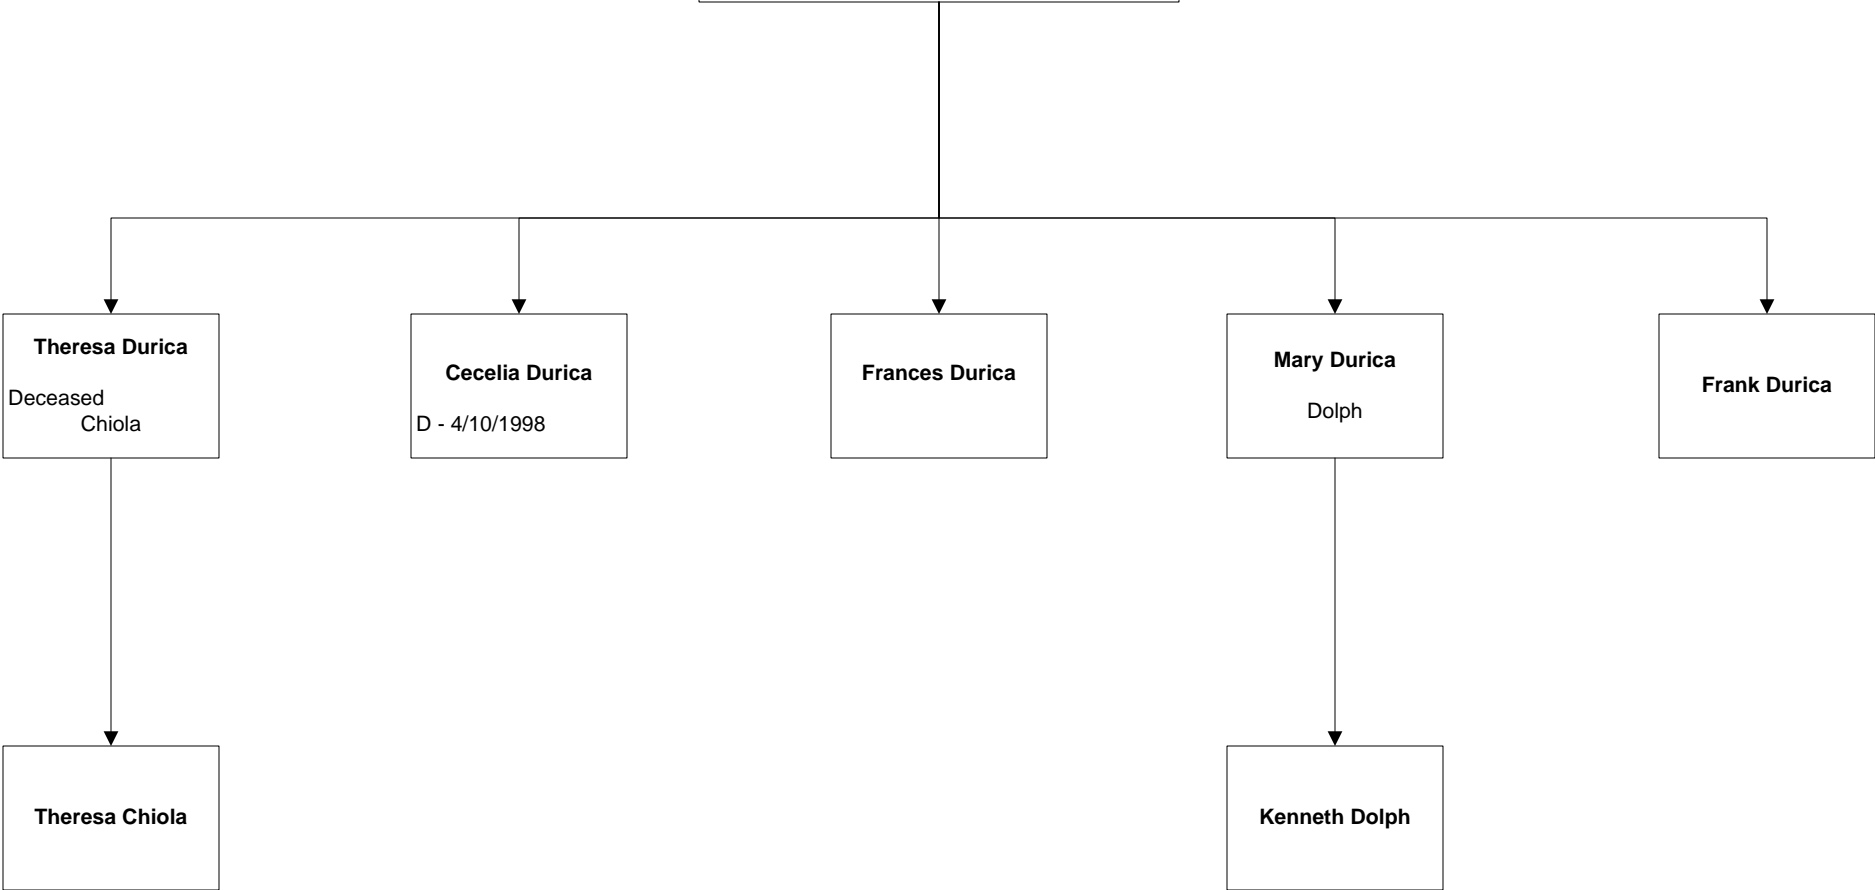 Theresa Durica
Deceased
Chiola
Cecelia Durica
D - 4/10/1998
Frances Durica
Mary Durica
Dolph
Frank Durica
Theresa Chiola
Kenneth Dolph